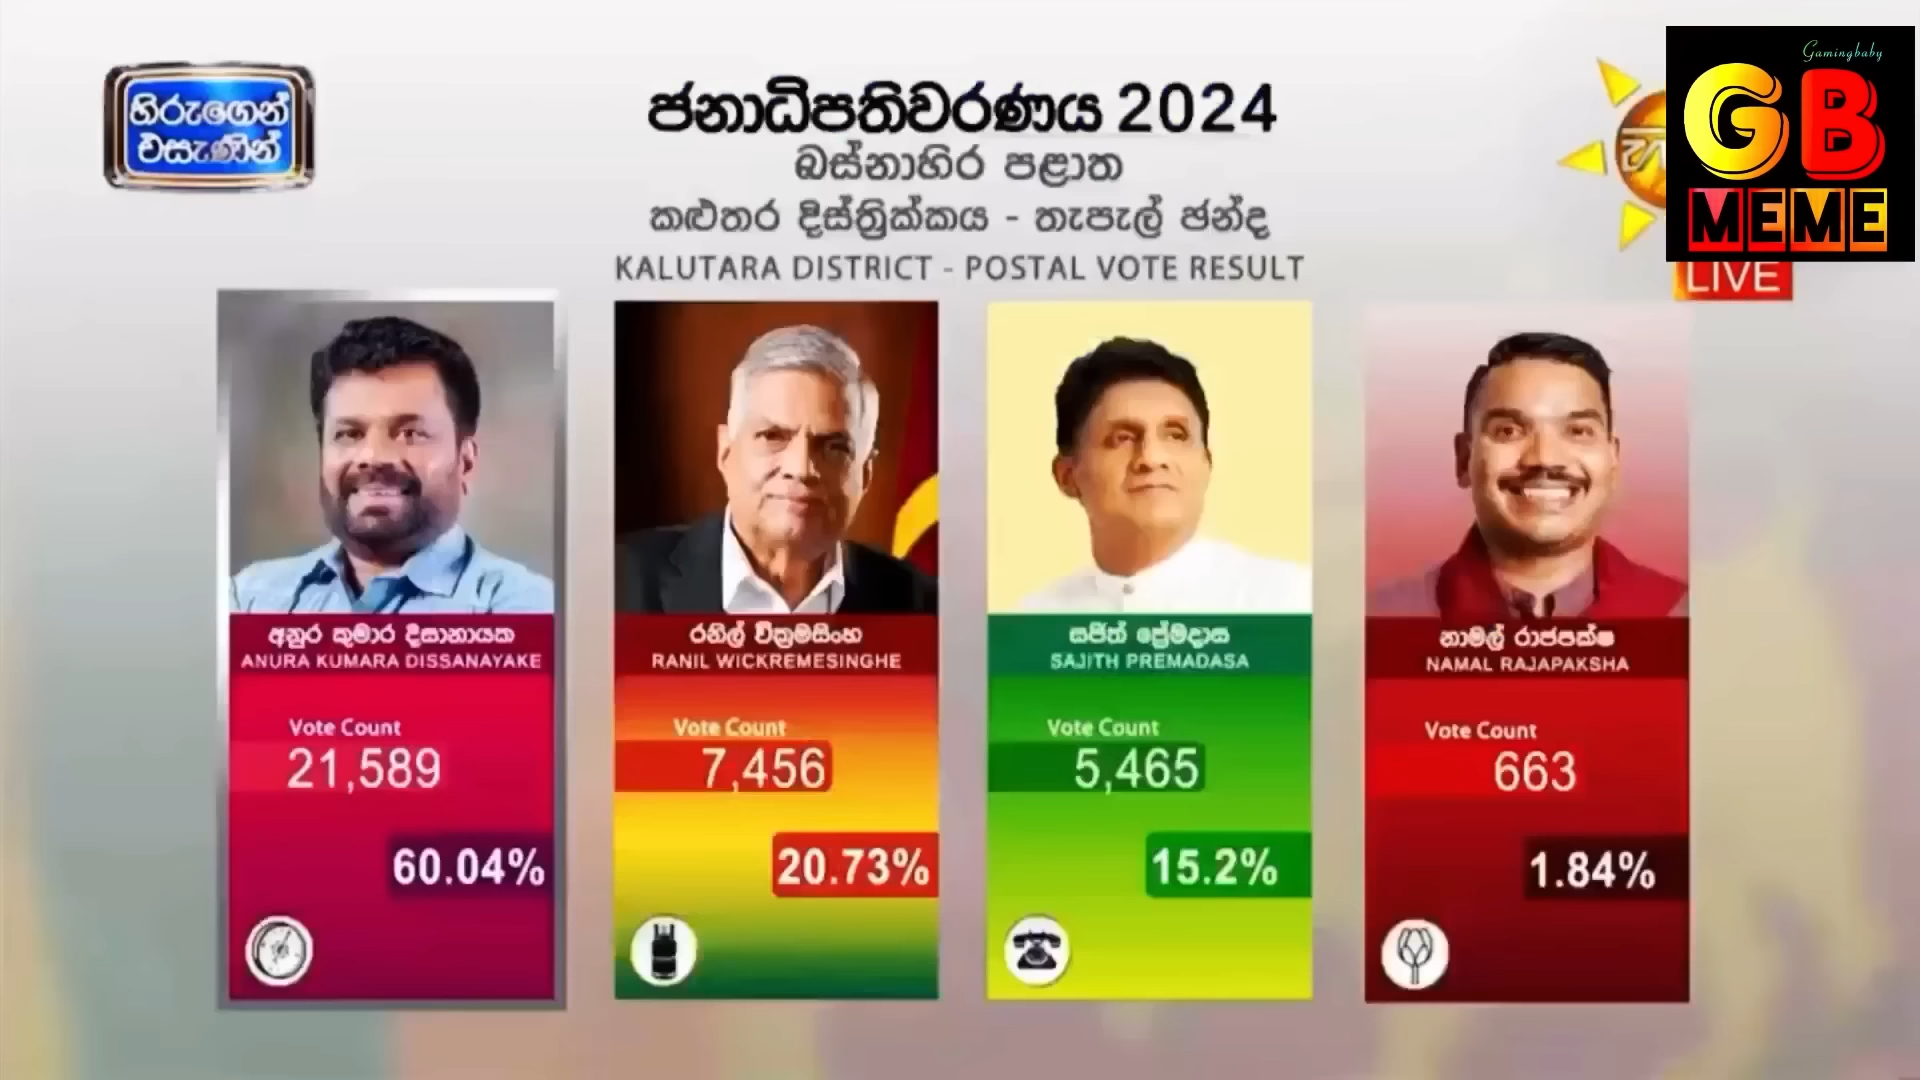 හිරුගෙන්
එසැණින්
ජනාධිපතිවරණය 2024
බස්නාහිර පළාත
කළුතර දිස්ත්‍රික්කය - තැපැල් ඡන්ද
KALUTARA DISTRICT - POSTAL VOTE RESULT
Gamingbaby
GB
MEME
LIVE
අනුර කුමාර දිසානායක
ANURA KUMARA DISSANAYAKE
Vote Count
21,589
60.04%
රනිල් වික්‍රමසිංහ
RANIL WICKREMESINGHE
Vote Count
7,456
20.73%
සජිත් ප්‍රේමදාස
SAJITH PREMADASA
Vote Count
5,465
15.2%
නාමල් රාජපක්ෂ
NAMAL RAJAPAKSHA
Vote Count
663
1.84%